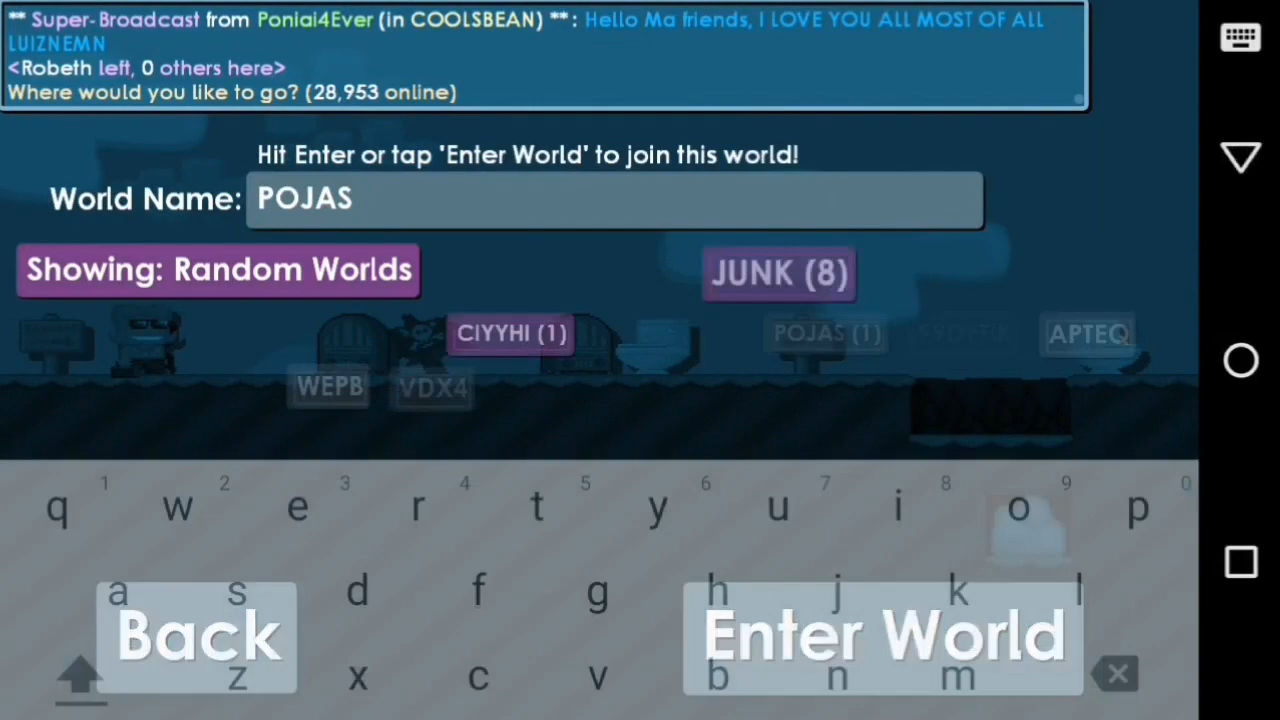 ** Super-Broadcast from Poniai4Ever (in COOLSBEAN) ** : Hello Ma friends, I LOVE YOU ALL MOST OF ALL
LUIZNEMN
<Robeth left, 0 others here>
Where would you like to go? (28,953 online)
Hit Enter or tap 'Enter World' to join this world!
World Name: POJAS
Showing: Random Worlds
JUNK (8)
CIYYHI (1)
POJAS (1)
APTEQ
WEPB
VDX4
1 2 3 4 5 6 7 8 9 0
q w e r t y u i o p
a s d f g h j k l
Back
Enter World
z x c v b n m